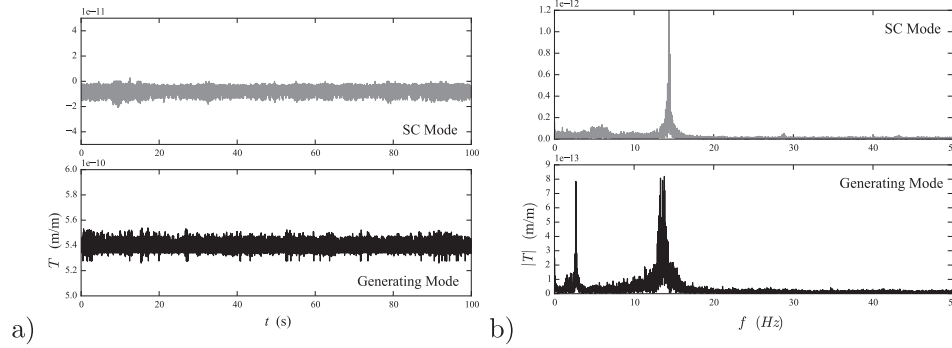 1e−11
4
2
0
−2
−4
SC Mode
0 20 40 60 80 100
1e−10
6.0
5.8
5.6
5.4
5.2
5.0
T (m/m)
Generating Mode
0 20 40 60 80 100
t (s)
a)
1e−12
1.2
1.0
0.8
0.6
0.4
0.2
0.0
SC Mode
0 10 20 30 40 50
1e−13
9
8
7
6
5
4
3
2
1
0
|T| (m/m)
Generating Mode
0 10 20 30 40 50
f (Hz)
b)